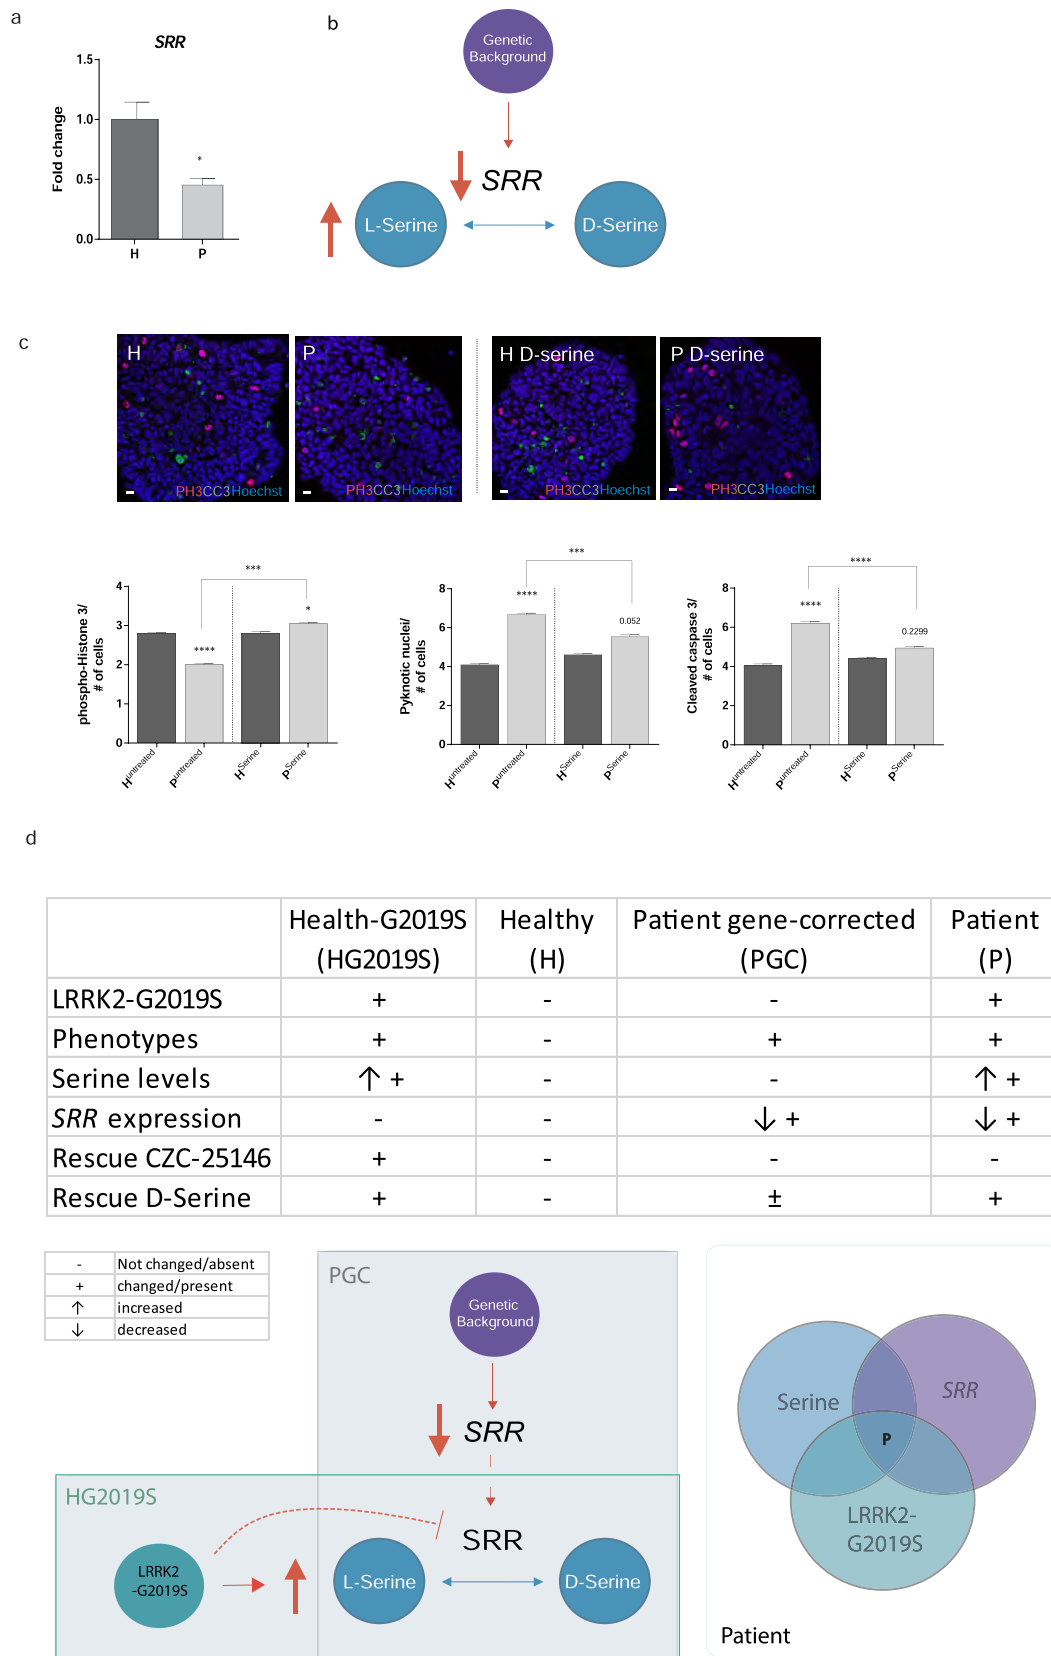 a
SRR
1.5
1.0
0.5
0.0
Fold change
*
H
P
b
Genetic
Background
SRR
L-Serine
D-Serine
c
H
PH3CC3Hoechst
P
PH3CC3Hoechst
H D-serine
PH3CC3Hoechst
P D-serine
PH3CC3Hoechst
phospho-Histone 3/
# of cells
4
3
2
1
0
***
****
*
Huntreated
Puntreated
HSerine
PSerine
Pyknotic nuclei/
# of cells
8
6
4
2
0
***
****
0.052
Huntreated
Puntreated
HSerine
PSerine
Cleaved caspase 3/
# of cells
8
6
4
2
0
****
****
0.2299
Huntreated
Puntreated
HSerine
PSerine
d
Health-G2019S (HG2019S) Healthy (H) Patient gene-corrected (PGC) Patient (P)
LRRK2-G2019S + - - +
Phenotypes + - + +
Serine levels ↑ + - - ↑ +
SRR expression - - ↓ + ↓ +
Rescue CZC-25146 + - - -
Rescue D-Serine + - ± +
- Not changed/absent
+ changed/present
↑ increased
↓ decreased
PGC
Genetic
Background
SRR
HG2019S
SRR
LRRK2
-G2019S
L-Serine
D-Serine
Serine
SRR
P
LRRK2-
G2019S
Patient